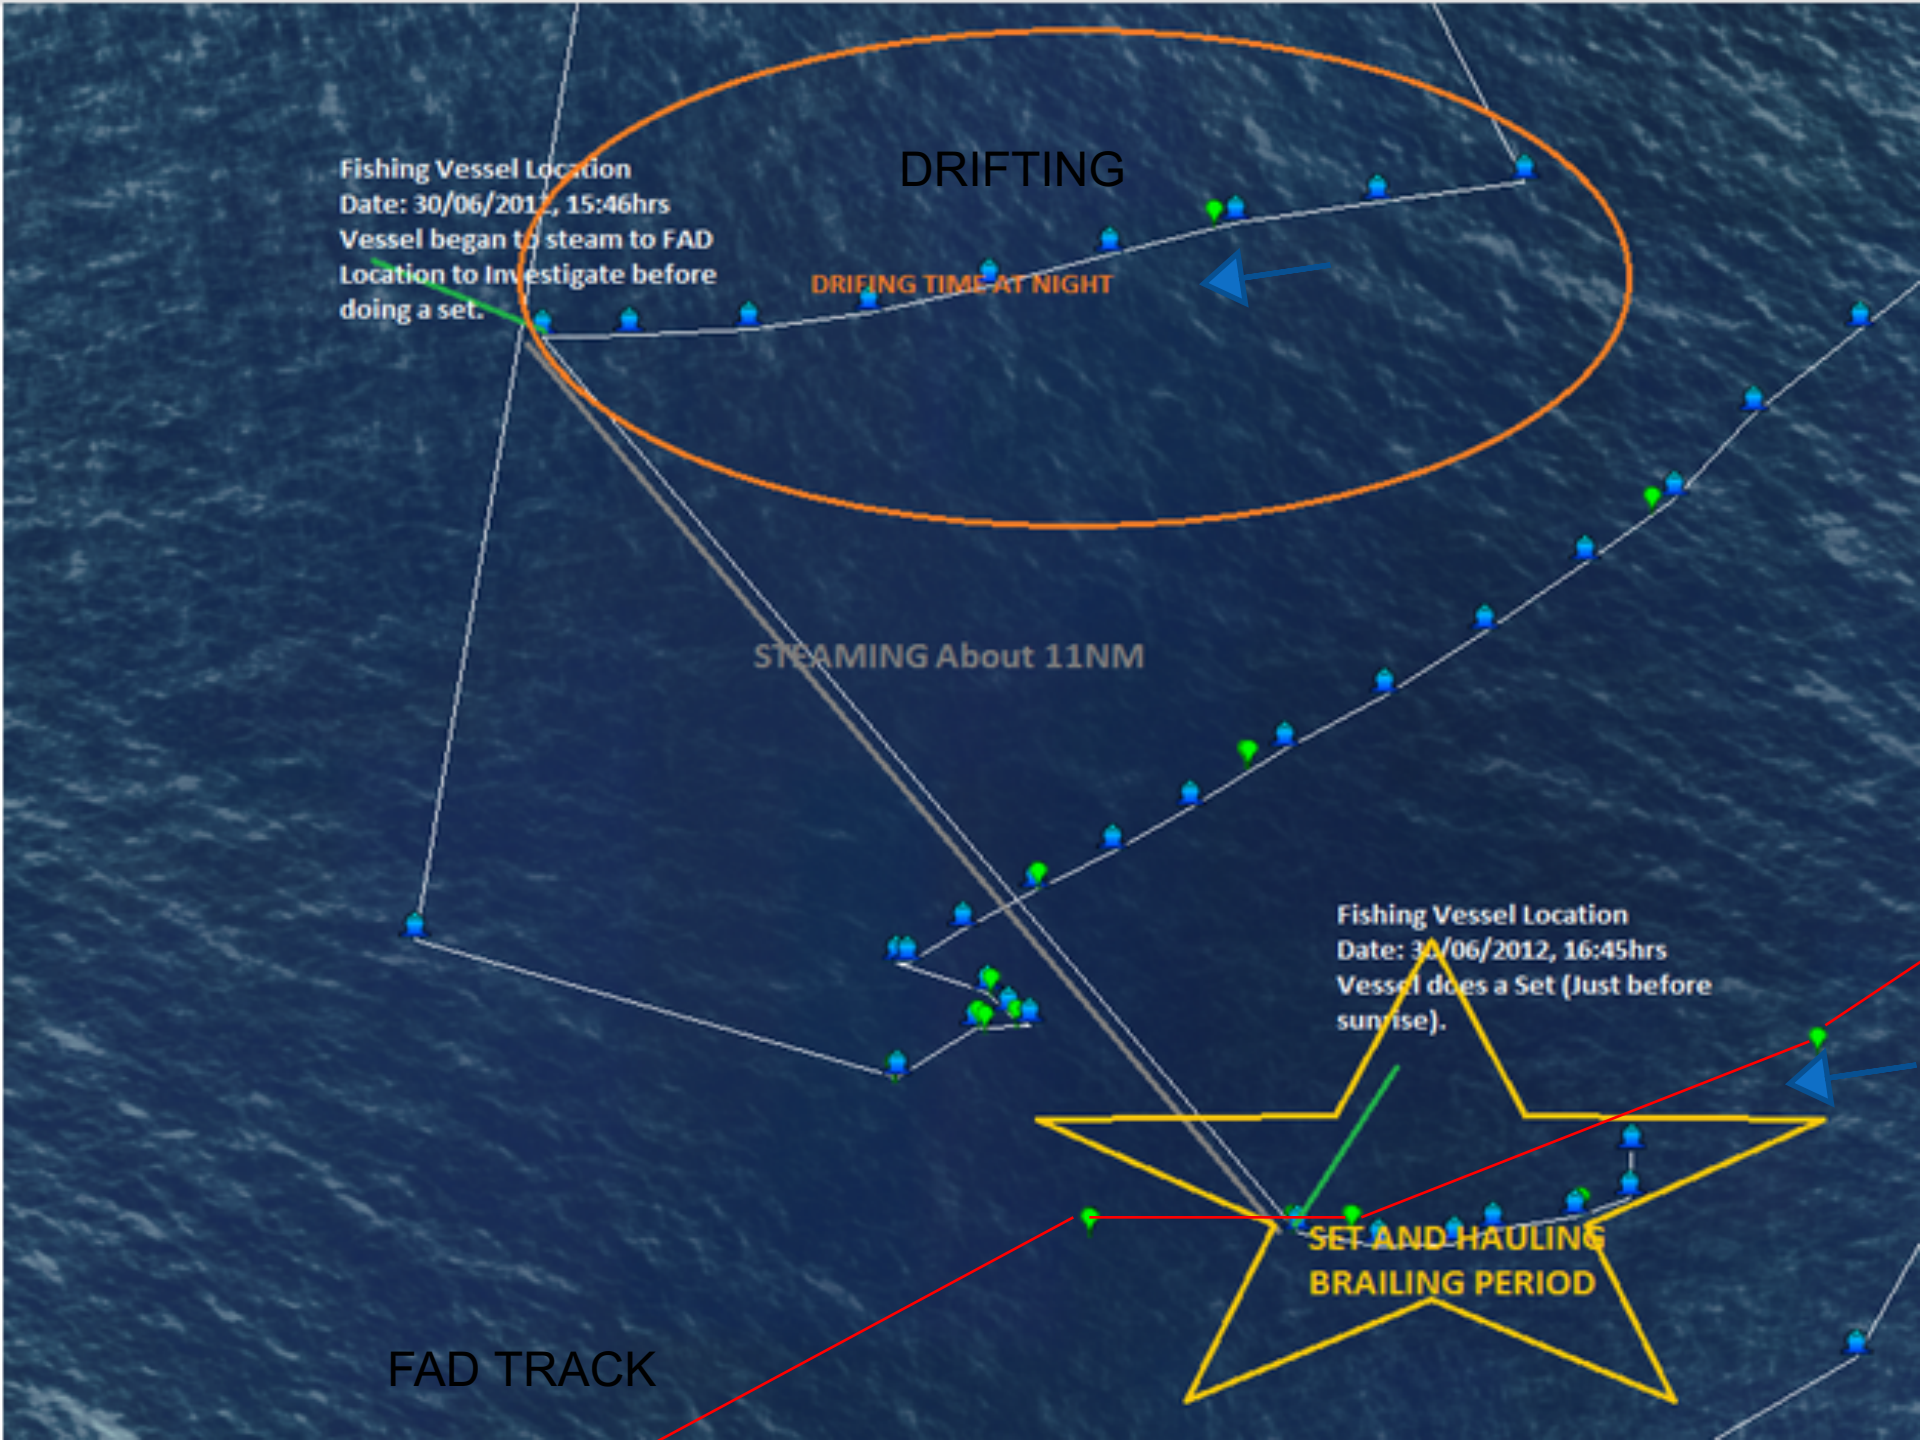 DRIFTING
Fishing Vessel Location
Date: 30/06/2012, 15:46hrs
Vessel began to steam to FAD
Location to Investigate before
doing a set.
DRIFING TIME AT NIGHT
STEAMING About 11NM
Fishing Vessel Location
Date: 30/06/2012, 16:45hrs
Vessel does a Set (Just before
sunrise).
SET AND HAULING
BRAILING PERIOD
FAD TRACK